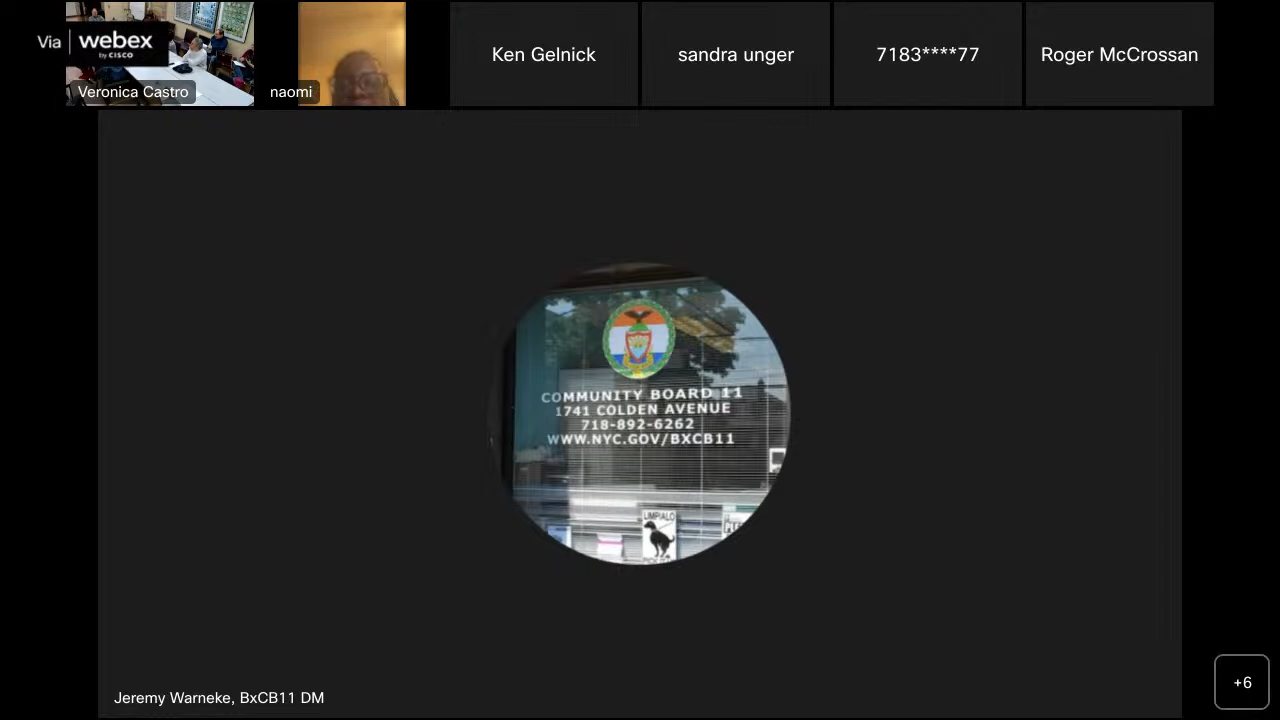 Via
webex
by CISCO
Veronica Castro
naomi
Ken Gelnick
sandra unger
7183****77
Roger McCrossan
COMMUNITY BOARD 11
1741 COLDEN AVENUE
718-892-6262
WWW.NYC.GOV/BXCB11
LIMPIALO
Jeremy Warneke, BxCB11 DM
+6